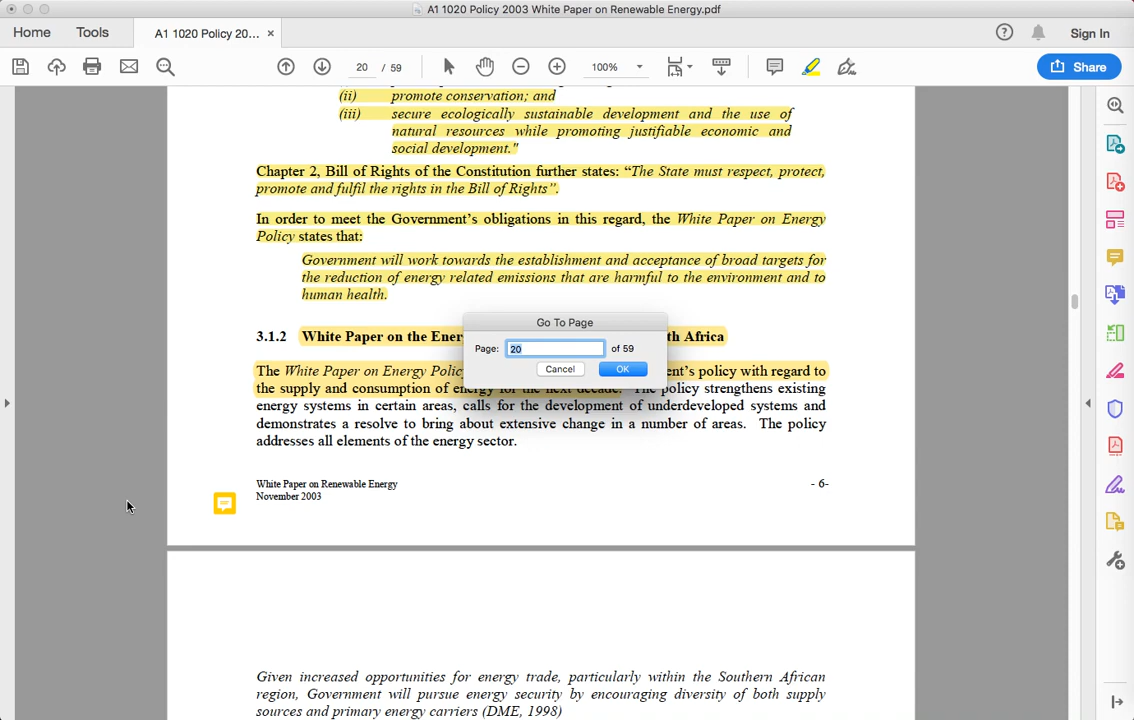 A1 1020 Policy 2003 White Paper on Renewable Energy.pdf
Home Tools A1 1020 Policy 20... × Sign In
20 / 59 100% Share
(ii) promote conservation; and
(iii) secure ecologically sustainable development and the use of
natural resources while promoting justifiable economic and
social development."
Chapter 2, Bill of Rights of the Constitution further states: “The State must respect, protect,
promote and fulfil the rights in the Bill of Rights”.
In order to meet the Government’s obligations in this regard, the White Paper on Energy
Policy states that:
Government will work towards the establishment and acceptance of broad targets for
the reduction of energy related emissions that are harmful to the environment and to
human health.
Go To Page
3.1.2 White Paper on the Ener th Africa
Page: 20 of 59
Cancel OK
The White Paper on Energy Polic ent’s policy with regard to
the supply and consumption of energy for the next decade. The policy strengthens existing
energy systems in certain areas, calls for the development of underdeveloped systems and
demonstrates a resolve to bring about extensive change in a number of areas. The policy
addresses all elements of the energy sector.
White Paper on Renewable Energy - 6-
November 2003
Given increased opportunities for energy trade, particularly within the Southern African
region, Government will pursue energy security by encouraging diversity of both supply
sources and primary energy carriers (DME, 1998)